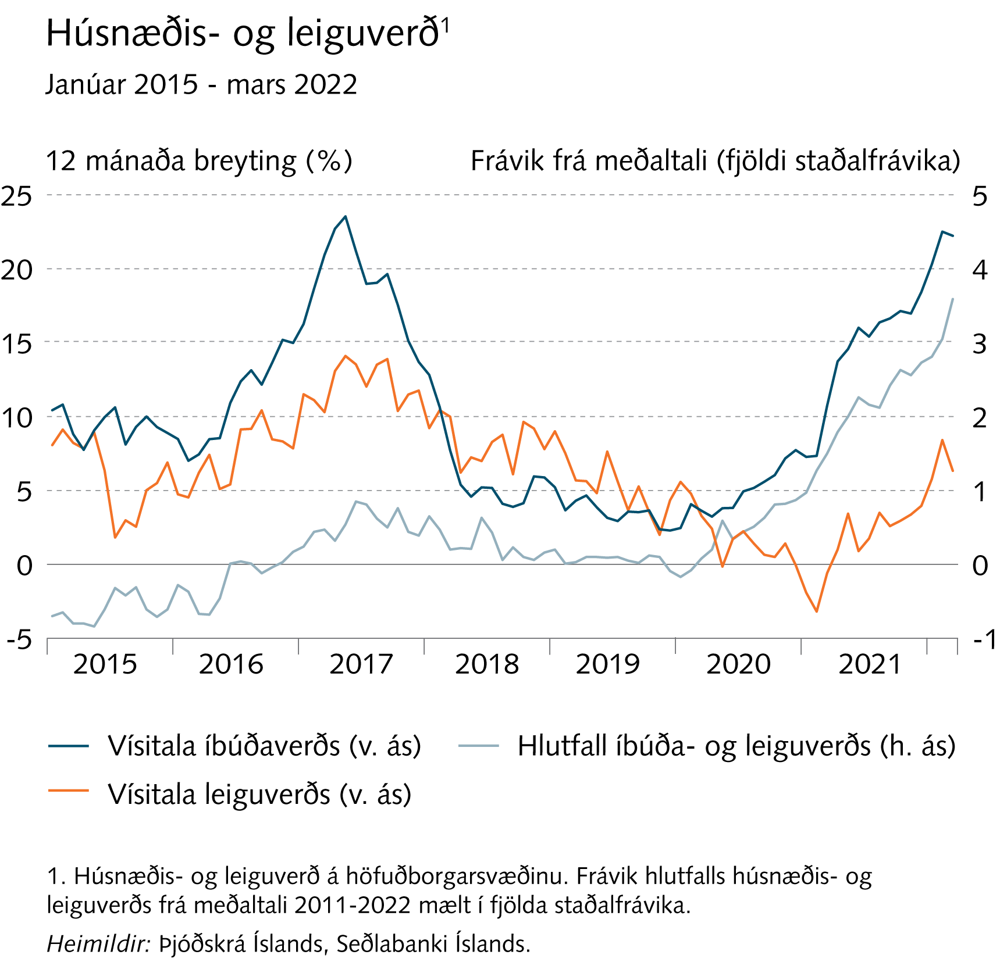 Húsnæðis- og leiguverð¹
Janúar 2015 - mars 2022
12 mánaða breyting (%)
Frávik frá meðaltali (fjöldi staðalfrávika)
25 5
20 4
15 3
10 2
5 1
0 0
-5 -1
2015 2016 2017 2018 2019 2020 2021
Vísitala íbúðaverðs (v. ás)
Hlutfall íbúða- og leiguverðs (h. ás)
Vísitala leiguverðs (v. ás)
1. Húsnæðis- og leiguverð á höfuðborgarsvæðinu. Frávik hlutfalls húsnæðis- og
leiguverðs frá meðaltali 2011-2022 mælt í fjölda staðalfrávika.
Heimildir: Þjóðskrá Íslands, Seðlabanki Íslands.